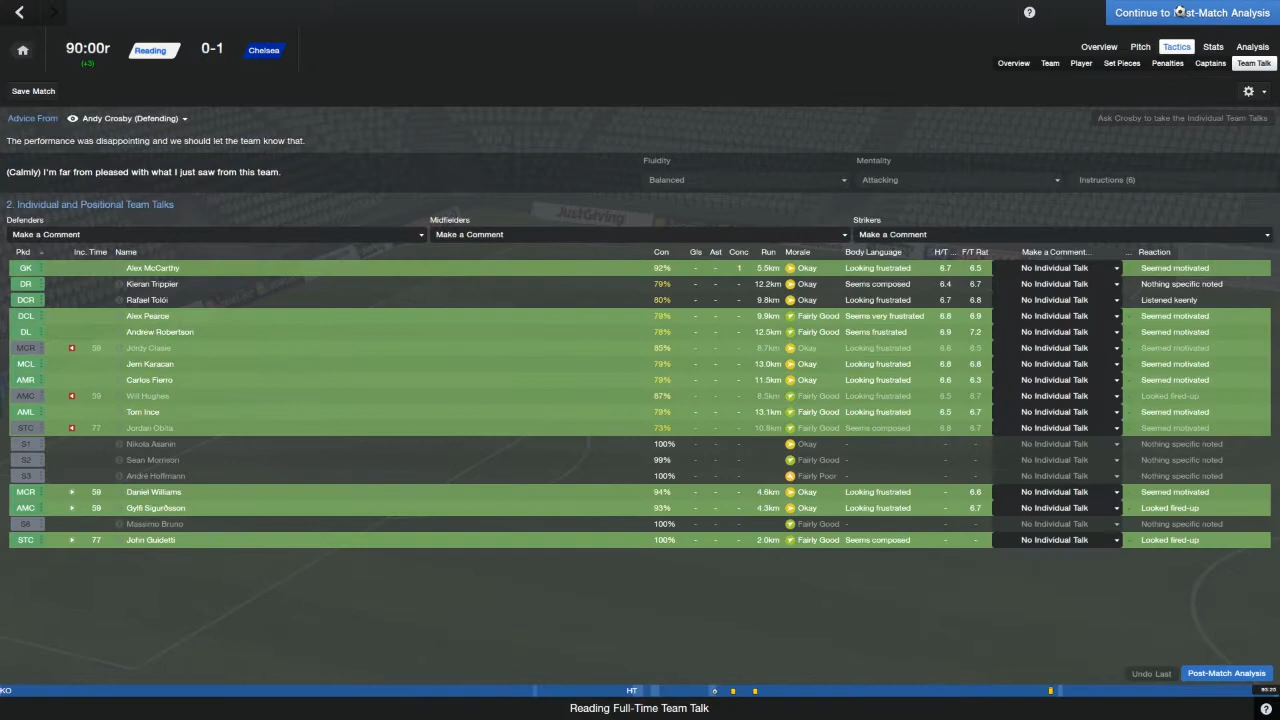 Continue to Post-Match Analysis
90:00r
(+3)
Reading
0-1
Chelsea
Overview Pitch Tactics Stats Analysis
Overview Team Player Set Pieces Penalties Captains Team Talk
Save Match
Advice From Andy Crosby (Defending)
Ask Crosby to take the Individual Team Talks
The performance was disappointing and we should let the team know that.
(Calmly) I'm far from pleased with what I just saw from this team.
Fluidity Mentality
Balanced Attacking Instructions (6)
2. Individual and Positional Team Talks
Defenders Midfielders Strikers
Make a Comment Make a Comment Make a Comment
Pkd Inc. Time Name Con Gls Ast Conc Run Morale Body Language H/T ... F/T Rat Make a Comment... ... Reaction
GK Alex McCarthy 92% - - 1 5.5km Okay Looking frustrated 6.7 6.5 No Individual Talk Seemed motivated
DR Kieran Trippier 79% - - - 12.2km Okay Seems composed 6.4 6.7 No Individual Talk Nothing specific noted
DCR Rafael Tolói 80% - - - 9.8km Okay Looking frustrated 6.7 6.8 No Individual Talk Listened keenly
DCL Alex Pearce 79% - - - 9.9km Fairly Good Seems very frustrated 6.8 6.9 No Individual Talk Seemed motivated
DL Andrew Robertson 78% - - - 12.5km Fairly Good Seems frustrated 6.9 7.2 No Individual Talk Seemed motivated
MCR 58 Jordy Clasie 85% - - - 8.7km Okay Looking frustrated 6.6 6.5 No Individual Talk Seemed motivated
MCL Jem Karacan 79% - - - 13.0km Okay Looking frustrated 6.8 6.8 No Individual Talk Seemed motivated
AMR Carlos Fierro 79% - - - 11.5km Okay Looking frustrated 6.6 6.3 No Individual Talk Seemed motivated
AMC 59 Will Hughes 87% - - - 8.5km Fairly Good Looking frustrated 6.5 6.7 No Individual Talk Looked fired-up
AML Tom Ince 79% - - - 13.1km Fairly Good Looking frustrated 6.5 6.7 No Individual Talk Seemed motivated
STC 77 Jordan Obita 73% - - - 10.8km Fairly Good Seems composed 6.8 6.7 No Individual Talk Seemed motivated
S1 Nikola Asanin 100% Okay - - - No Individual Talk Nothing specific noted
S2 Sean Morrison 99% Fairly Good - - - No Individual Talk Nothing specific noted
S3 André Hoffmann 100% Fairly Poor - - - No Individual Talk Nothing specific noted
MCR 58 Daniel Williams 94% - - - 4.6km Okay Looking frustrated - 6.6 No Individual Talk Seemed motivated
AMC 59 Gylfi Sigurðsson 93% - - - 4.3km Okay Looking frustrated - 6.7 No Individual Talk Looked fired-up
S6 Massimo Bruno 100% Fairly Good - - - No Individual Talk Nothing specific noted
STC 77 John Guidetti 100% - - - 2.0km Fairly Good Seems composed - - No Individual Talk Looked fired-up
Undo Last Post-Match Analysis
KO HT
Reading Full-Time Team Talk